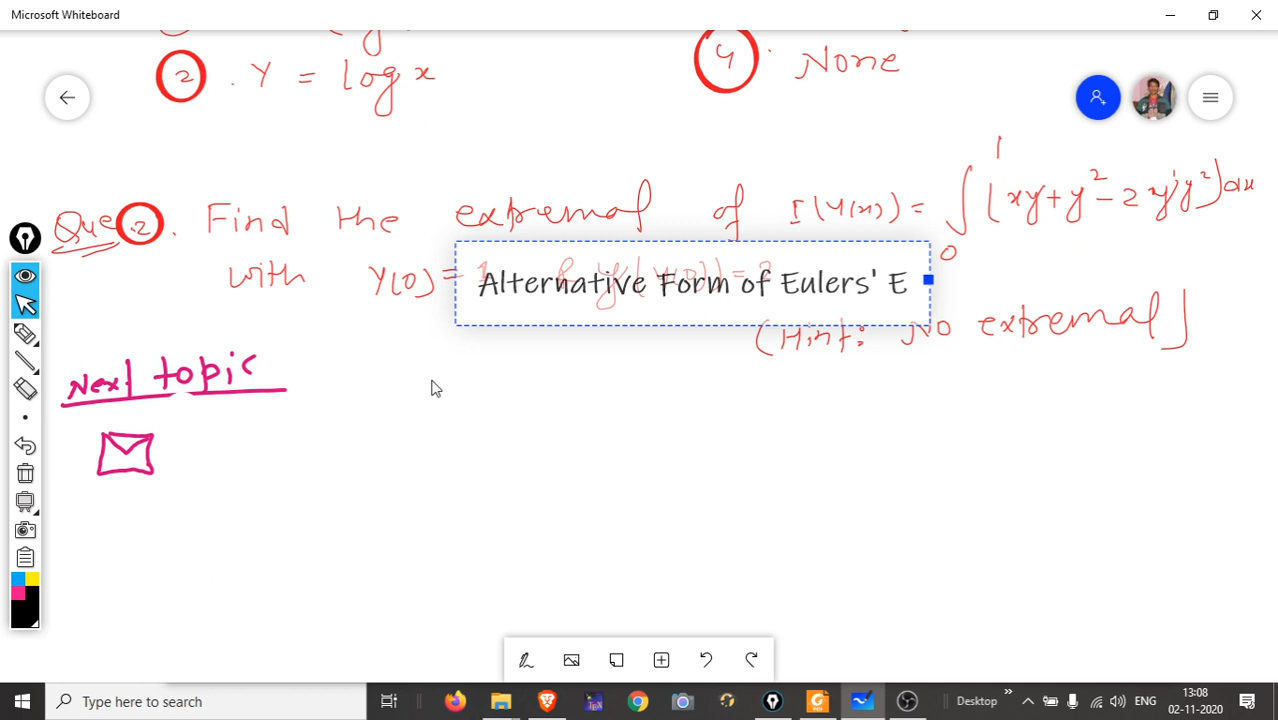 Microsoft Whiteboard
2 . Y = log x
4 . None
Que 2 . Find the extremal of I(Y(x)) = ∫₀¹ (xy + y² - 2y²y') dx
with Y(0) = 1 &
Alternative Form of Eulers' E
(Hint: No extremal]
Next topic
Type here to search
Desktop
ENG
13:08
02-11-2020